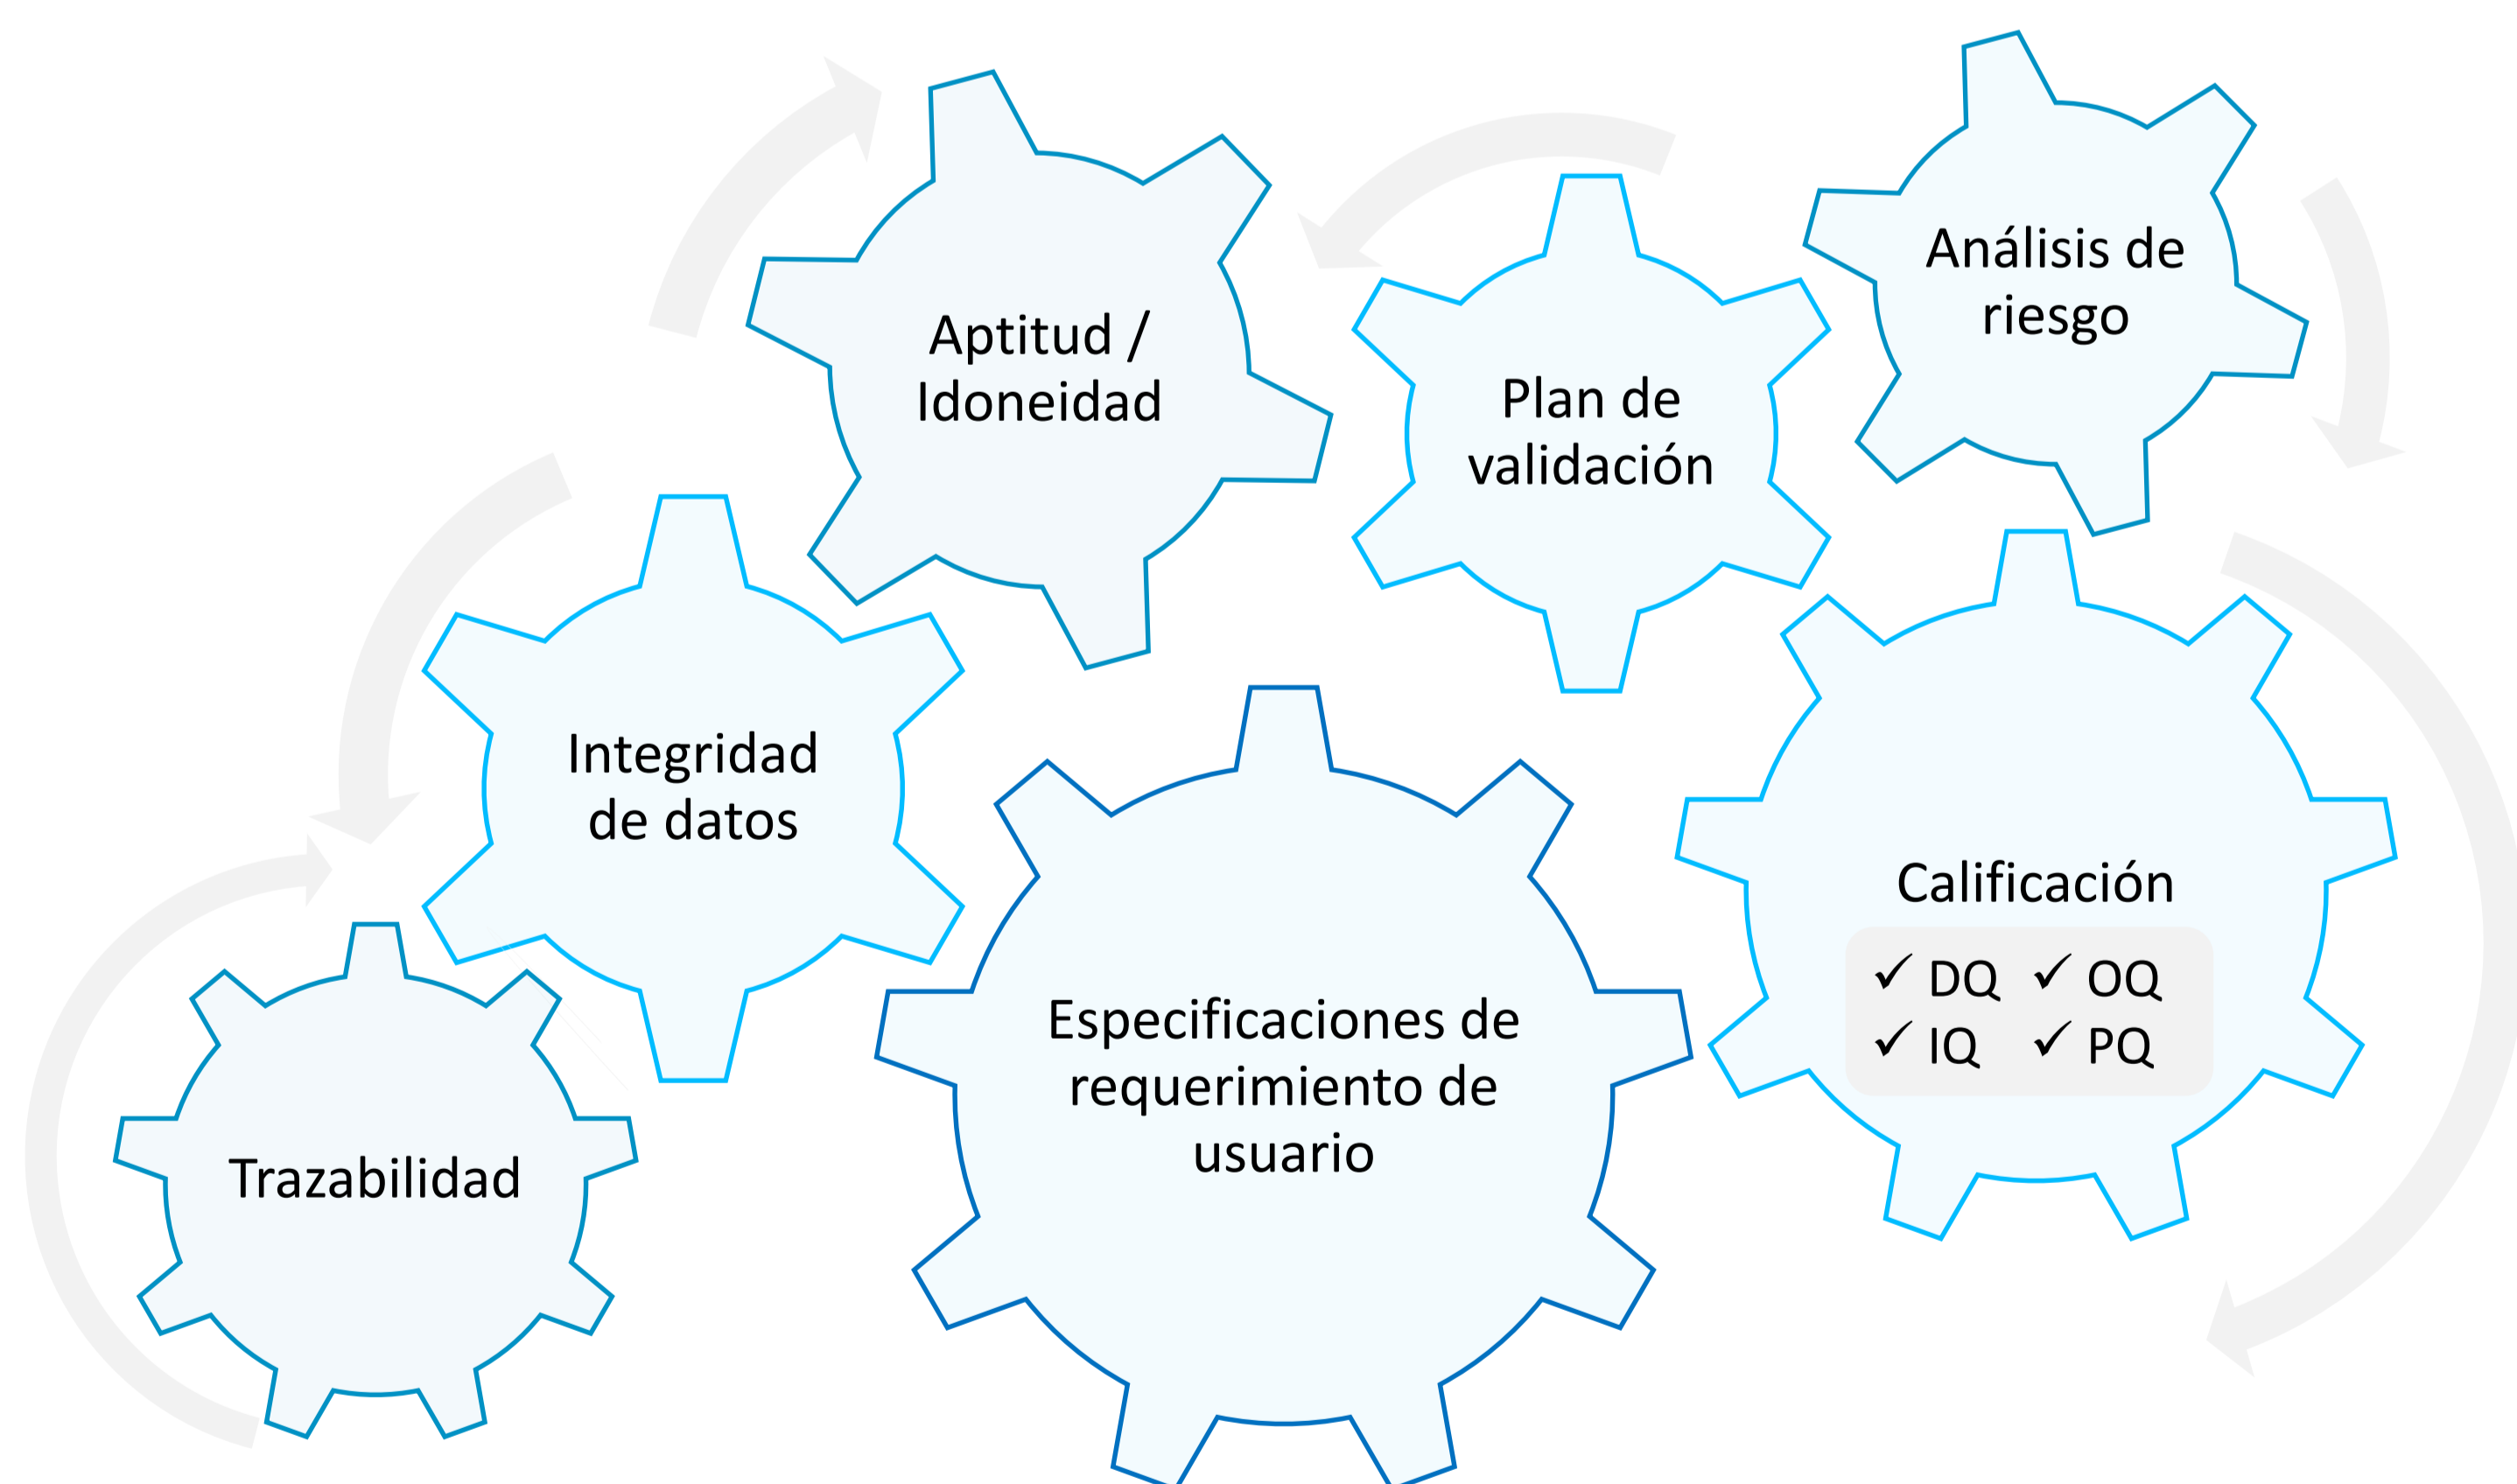 Análisis de
riesgo
Aptitud /
Idoneidad
Plan de
validación
Integridad
de datos
Calificación
✓ DQ ✓ OQ
✓ IQ ✓ PQ
Especificaciones de
requerimiento de
usuario
Trazabilidad